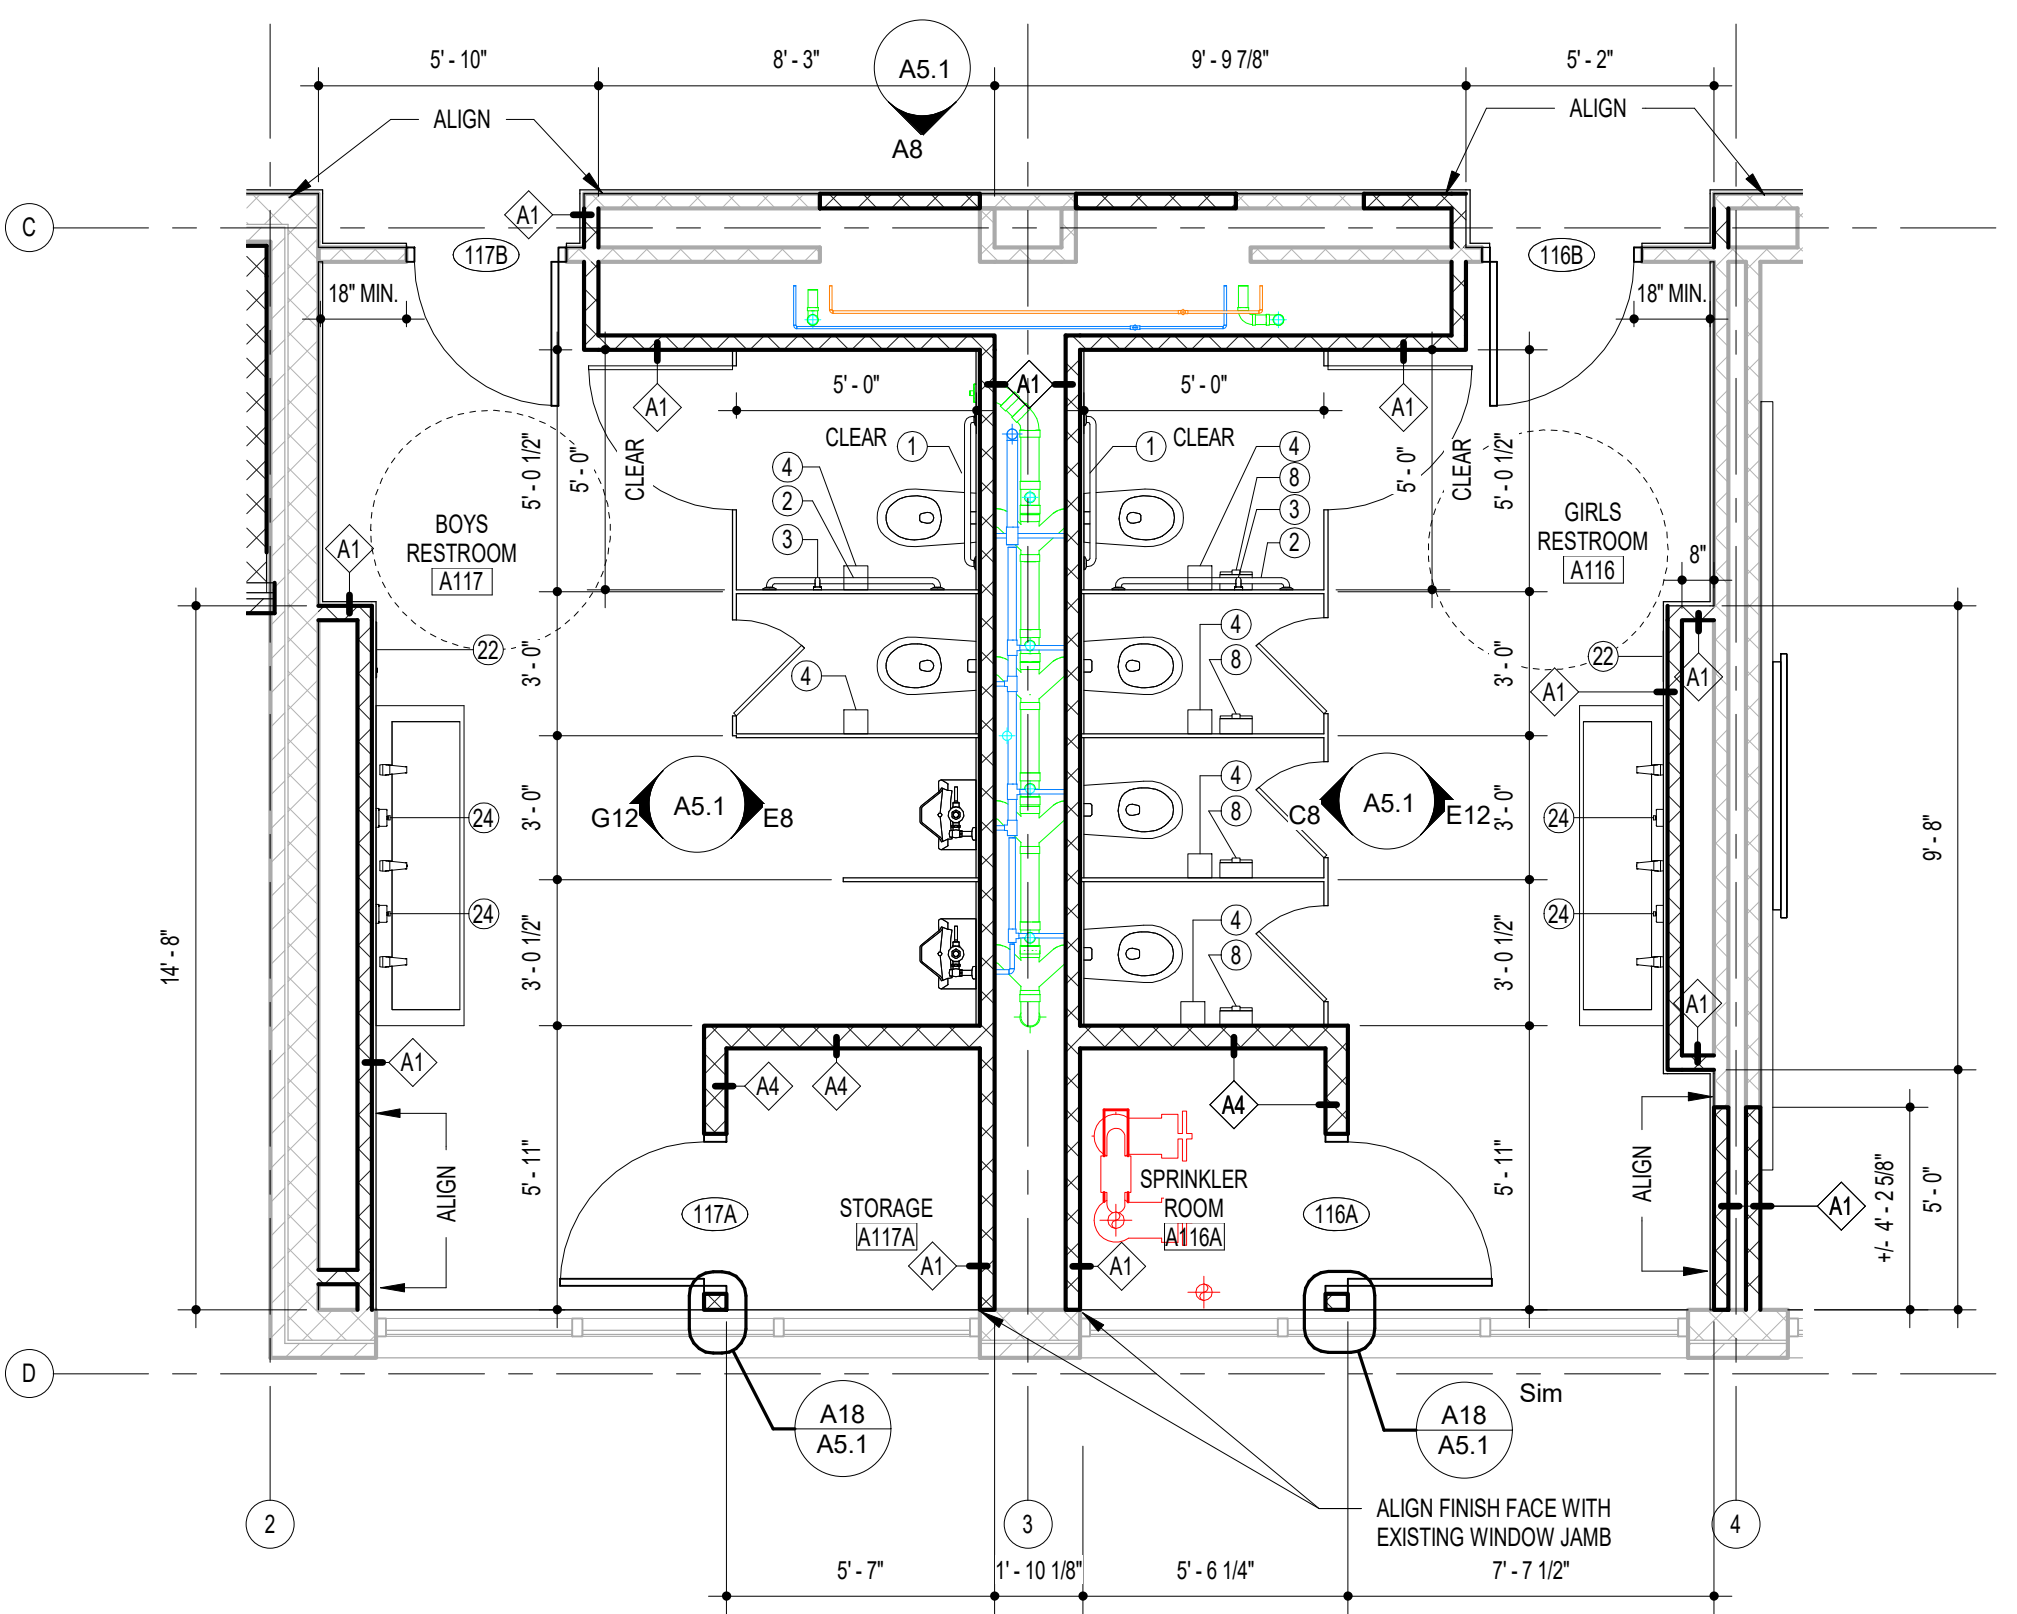 5' - 10"
8' - 3"
A5.1
A8
9' - 9 7/8"
5' - 2"
ALIGN
ALIGN
C
A1
117B
116B
18" MIN.
18" MIN.
A1
5' - 0"
A1
5' - 0"
A1
CLEAR
1
1
CLEAR
5' - 0 1/2"
5' - 0"
CLEAR
4
2
3
4
8
3
2
5' - 0"
CLEAR
5' - 0 1/2"
BOYS
RESTROOM
A117
GIRLS
RESTROOM
A116
8"
A1
22
3' - 0"
4
4
8
3' - 0"
22
A1
A1
G12
A5.1
E8
C8
A5.1
E12
24
3' - 0"
4
8
3' - 0"
24
9' - 8"
24
3' - 0 1/2"
4
8
3' - 0 1/2"
24
14' - 8"
A1
A1
A4
A4
A4
ALIGN
5' - 11"
117A
STORAGE
A117A
A1
SPRINKLER
ROOM
A116A
A1
116A
5' - 11"
ALIGN
A1
+/- 4' - 2 5/8"
5' - 0"
D
A18
A5.1
Sim
A18
A5.1
2
3
4
ALIGN FINISH FACE WITH
EXISTING WINDOW JAMB
5' - 7"
1' - 10 1/8"
5' - 6 1/4"
7' - 7 1/2"